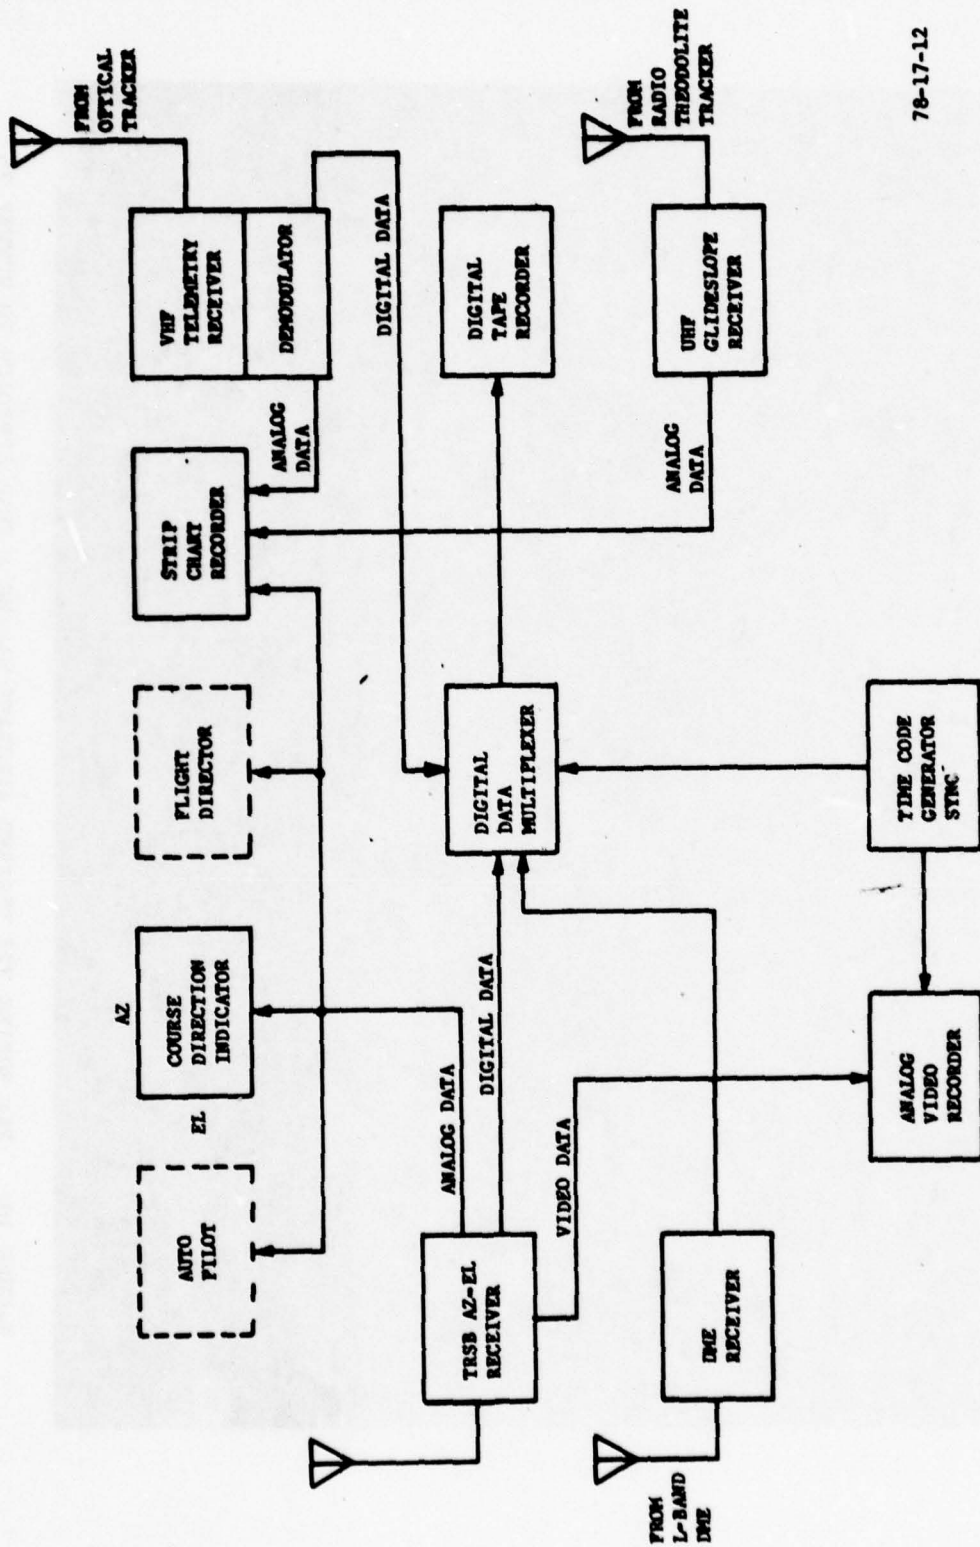 AUTO
PILOT
AZ
EL
COURSE
DIRECTION
INDICATOR
FLIGHT
DIRECTOR
STRIP
CHART
RECORDER
VHF
TELEMETRY
RECEIVER
DEMODULATOR
FROM
OPTICAL
TRACKER
ANALOG
DATA
DIGITAL DATA
TRSB AZ-EL
RECEIVER
ANALOG DATA
DIGITAL DATA
VIDEO DATA
DIGITAL
DATA
MULTIPLEXER
DIGITAL
TAPE
RECORDER
FROM
L-BAND
DME
DME
RECEIVER
ANALOG
DATA
UHF
GLIDESLOPE
RECEIVER
FROM
RADIO
THEODOLITE
TRACKER
ANALOG
VIDEO
RECORDER
TIME CODE
GENERATOR
SYNC
78-17-12